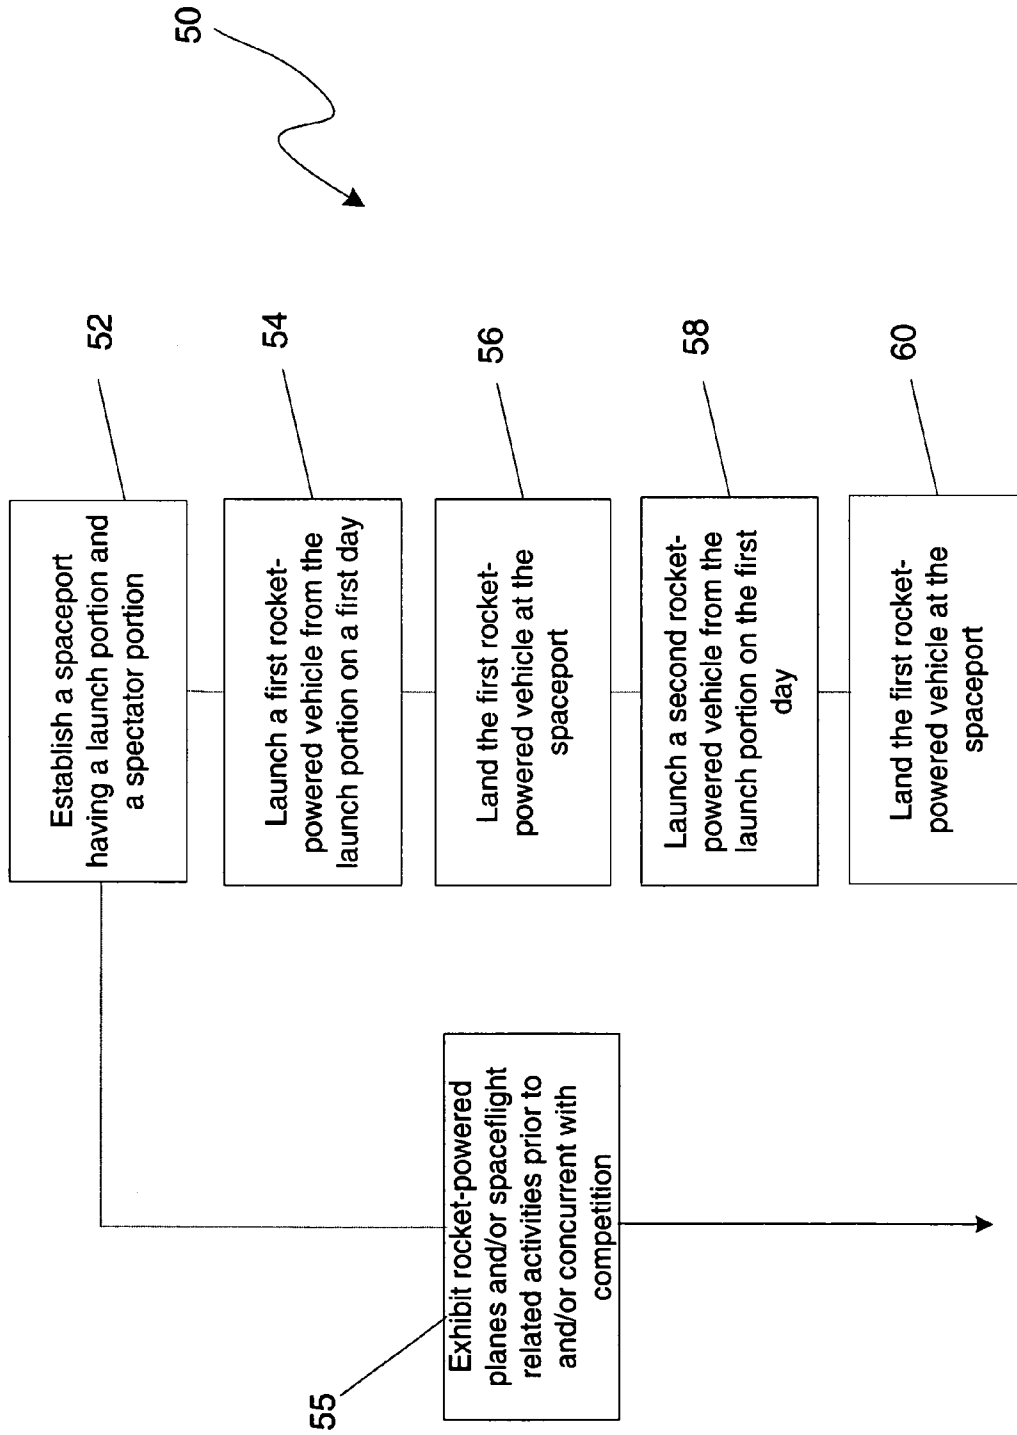 50
Establish a spaceport
having a launch portion and
a spectator portion
52
Launch a first rocket-
powered vehicle from the
launch portion on a first day
54
Land the first rocket-
powered vehicle at the
spaceport
56
Launch a second rocket-
powered vehicle from the
launch portion on the first
day
58
Land the first rocket-
powered vehicle at the
spaceport
60
55
Exhibit rocket-powered
planes and/or spaceflight
related activities prior to
and/or concurrent with
competition